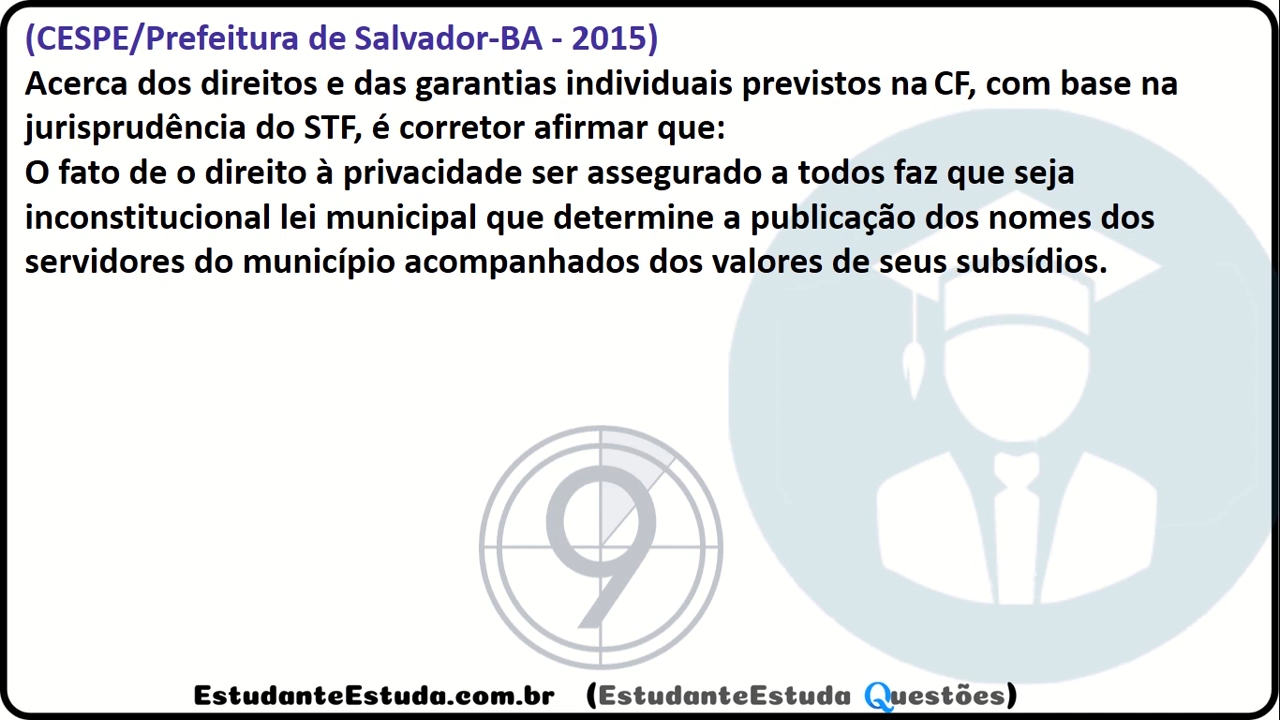 (CESPE/Prefeitura de Salvador-BA - 2015)
Acerca dos direitos e das garantias individuais previstos na CF, com base na
jurisprudência do STF, é corretor afirmar que:
O fato de o direito à privacidade ser assegurado a todos faz que seja
inconstitucional lei municipal que determine a publicação dos nomes dos
servidores do município acompanhados dos valores de seus subsídios.
9
EstudanteEstuda.com.br (EstudanteEstuda Questões)